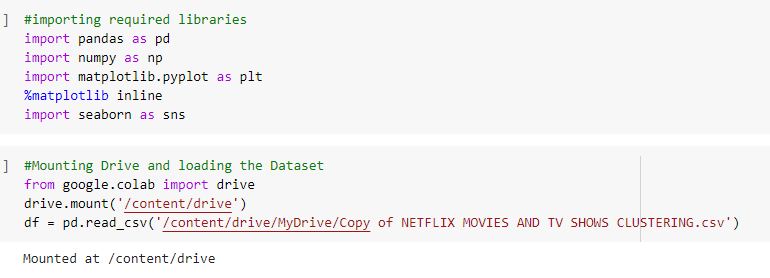 ] #importing required libraries
import pandas as pd
import numpy as np
import matplotlib.pyplot as plt
%matplotlib inline
import seaborn as sns
] #Mounting Drive and loading the Dataset
from google.colab import drive
drive.mount('/content/drive')
df = pd.read_csv('/content/drive/MyDrive/Copy of NETFLIX MOVIES AND TV SHOWS CLUSTERING.csv')
Mounted at /content/drive